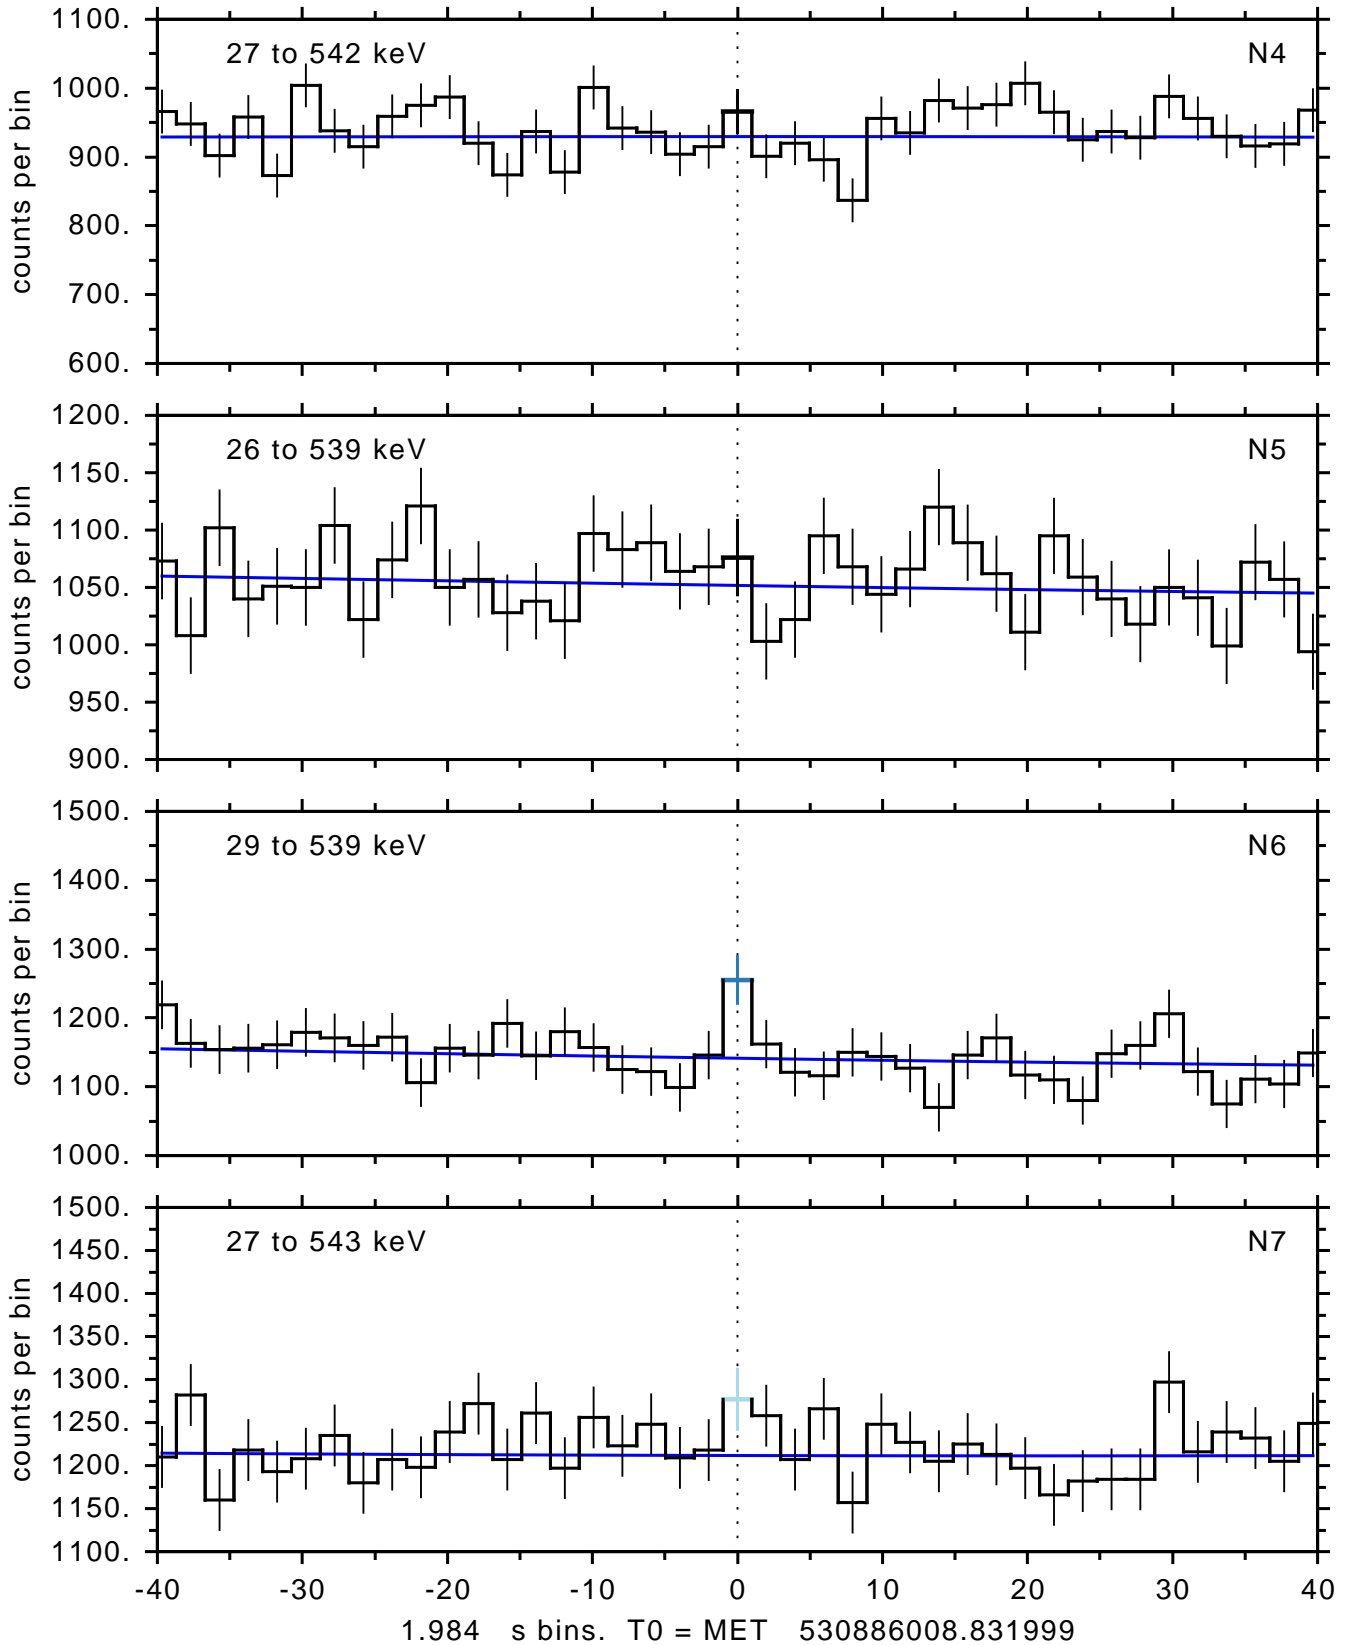 1100.
27 to 542 keV N4
1000.
900.
800.
700.
600.
counts per bin
1200.
26 to 539 keV N5
1150.
1100.
1050.
1000.
950.
900.
counts per bin
1500.
29 to 539 keV N6
1400.
1300.
1200.
1100.
1000.
counts per bin
1500.
27 to 543 keV N7
1450.
1400.
1350.
1300.
1250.
1200.
1150.
1100.
counts per bin
-40 -30 -20 -10 0 10 20 30 40
1.984 s bins. T0 = MET 530886008.831999